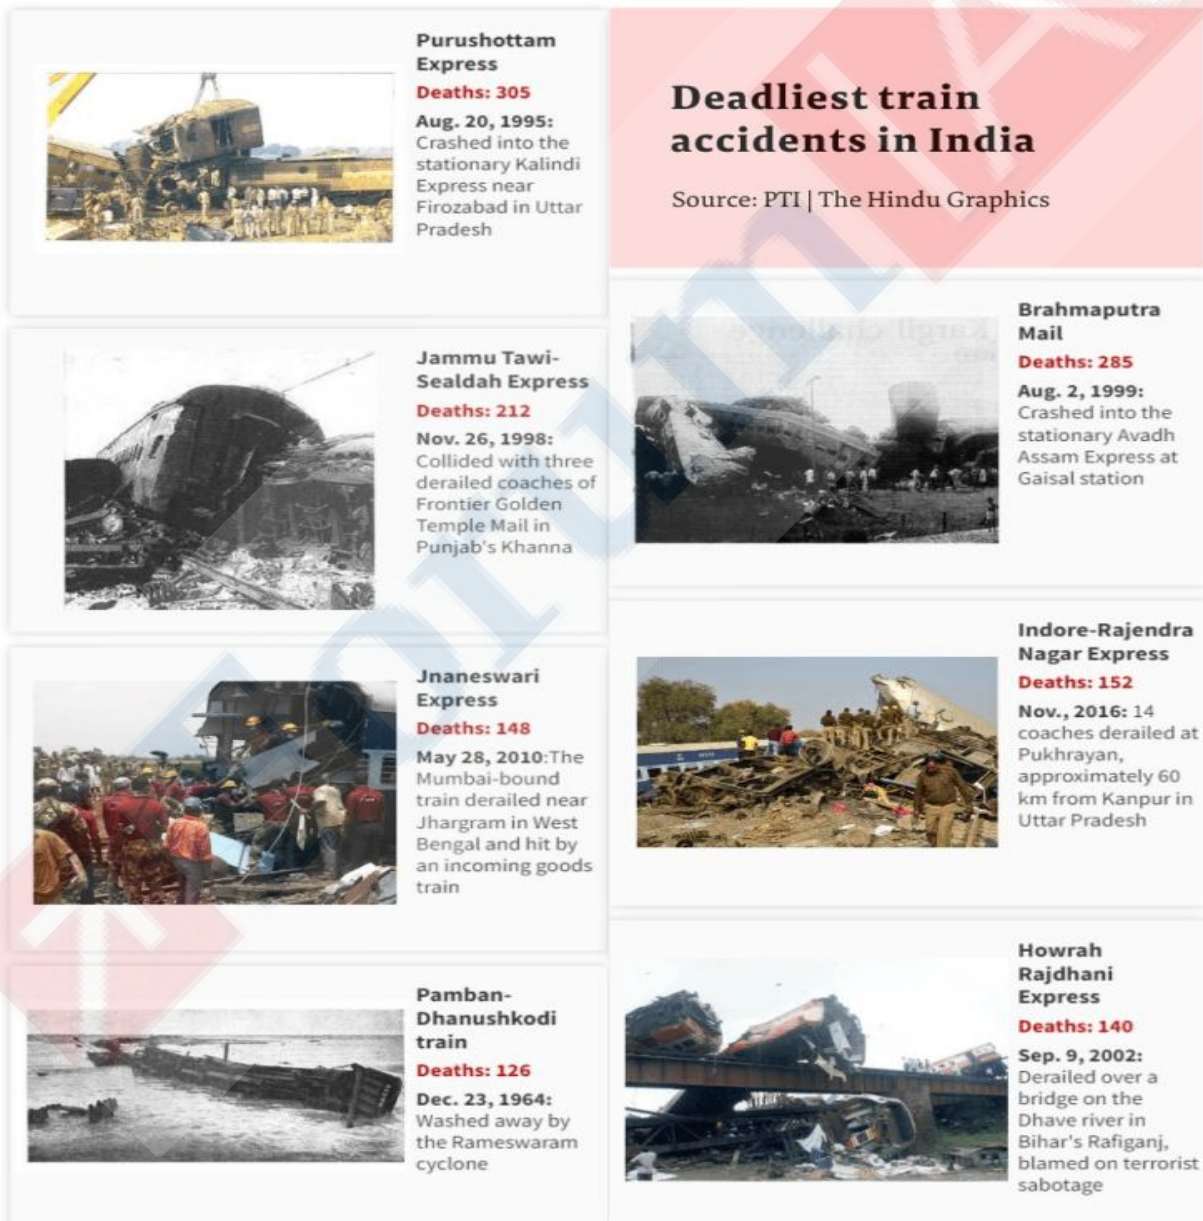 Purushottam
Express
Deaths: 305
Aug. 20, 1995:
Crashed into the
stationary Kalindi
Express near
Firozabad in Uttar
Pradesh
Deadliest train
accidents in India
Source: PTI | The Hindu Graphics
Jammu Tawi-
Sealdah Express
Deaths: 212
Nov. 26, 1998:
Collided with three
derailed coaches of
Frontier Golden
Temple Mail in
Punjab's Khanna
Brahmaputra
Mail
Deaths: 285
Aug. 2, 1999:
Crashed into the
stationary Avadh
Assam Express at
Gaisal station
Jnaneswari
Express
Deaths: 148
May 28, 2010:The
Mumbai-bound
train derailed near
Jhargram in West
Bengal and hit by
an incoming goods
train
Indore-Rajendra
Nagar Express
Deaths: 152
Nov., 2016: 14
coaches derailed at
Pukhrayan,
approximately 60
km from Kanpur in
Uttar Pradesh
Pamban-
Dhanushkodi
train
Deaths: 126
Dec. 23, 1964:
Washed away by
the Rameswaram
cyclone
Howrah
Rajdhani
Express
Deaths: 140
Sep. 9, 2002:
Derailed over a
bridge on the
Dhave river in
Bihar's Rafiganj,
blamed on terrorist
sabotage